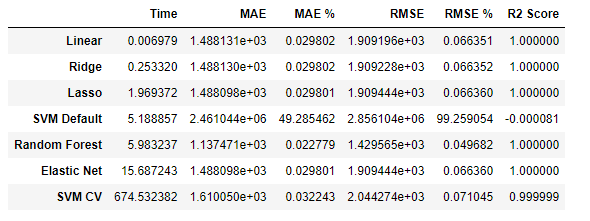 Time MAE MAE % RMSE RMSE % R2 Score
Linear 0.006979 1.488131e+03 0.029802 1.909196e+03 0.066351 1.000000
Ridge 0.253320 1.488130e+03 0.029802 1.909228e+03 0.066352 1.000000
Lasso 1.969372 1.488098e+03 0.029801 1.909444e+03 0.066360 1.000000
SVM Default 5.188857 2.461044e+06 49.285462 2.856104e+06 99.259054 -0.000081
Random Forest 5.983237 1.137471e+03 0.022779 1.429565e+03 0.049682 1.000000
Elastic Net 15.687243 1.488098e+03 0.029801 1.909444e+03 0.066360 1.000000
SVM CV 674.532382 1.610050e+03 0.032243 2.044274e+03 0.071045 0.999999